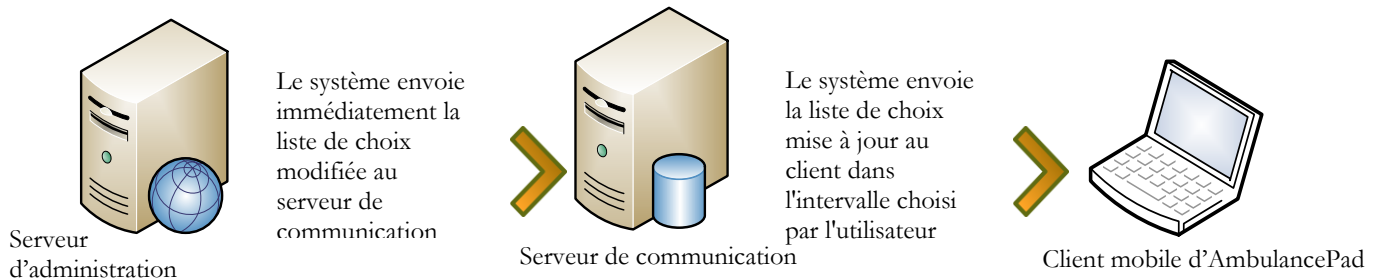 Le système envoie
immédiatement la
liste de choix
modifiée au
serveur de
communication
Le système envoie
la liste de choix
mise à jour au
client dans
l'intervalle choisi
par l'utilisateur
Serveur
d’administration
Serveur de communication
Client mobile d’AmbulancePad